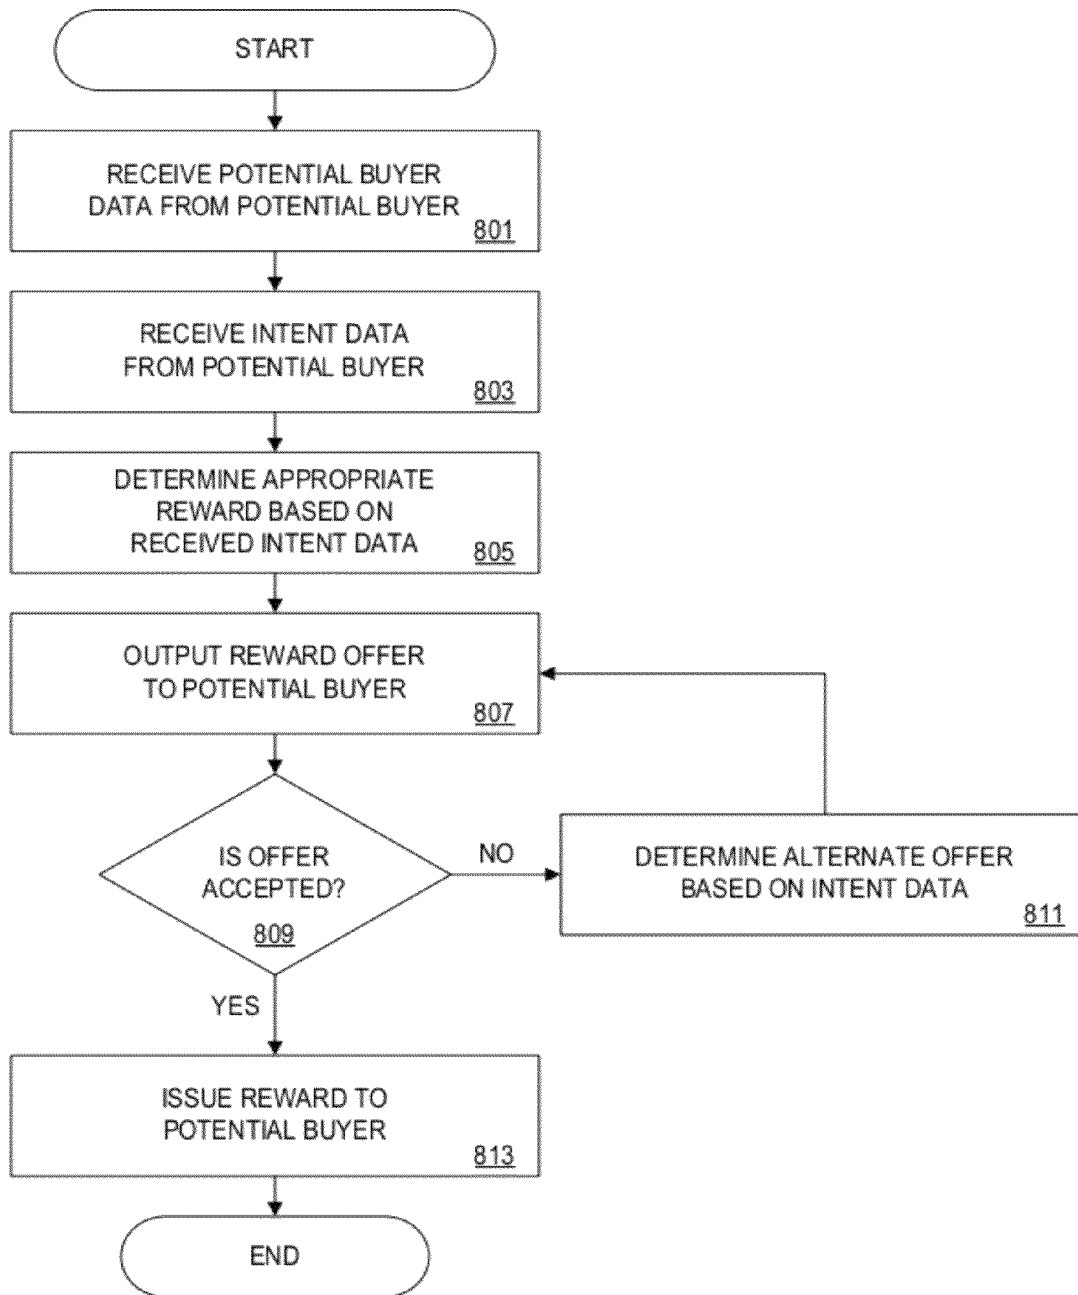 START
RECEIVE POTENTIAL BUYER
DATA FROM POTENTIAL BUYER
801
RECEIVE INTENT DATA
FROM POTENTIAL BUYER
803
DETERMINE APPROPRIATE
REWARD BASED ON
RECEIVED INTENT DATA
805
OUTPUT REWARD OFFER
TO POTENTIAL BUYER
807
IS OFFER
ACCEPTED?
809
NO
DETERMINE ALTERNATE OFFER
BASED ON INTENT DATA
811
YES
ISSUE REWARD TO
POTENTIAL BUYER
813
END